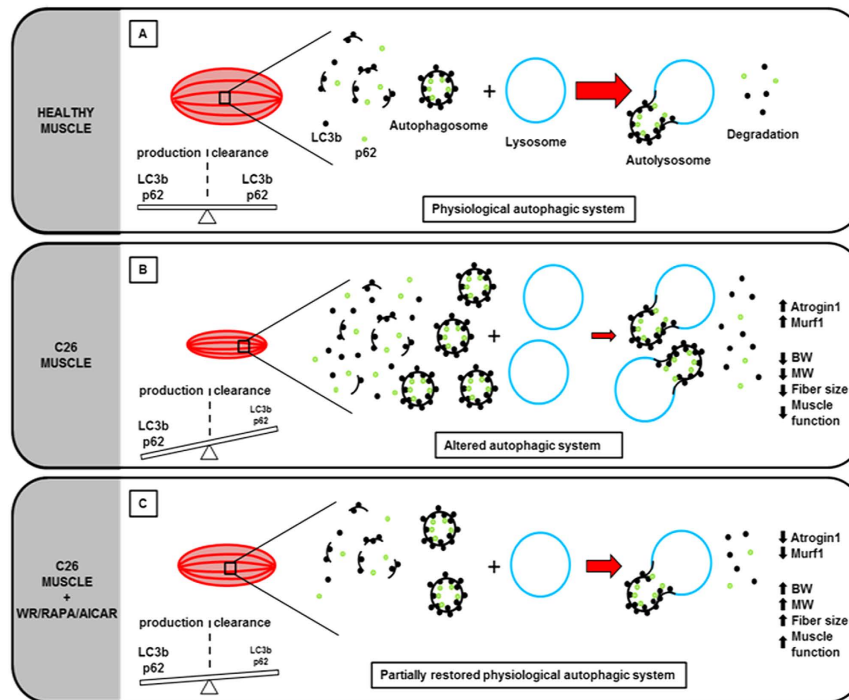 A
HEALTHY
MUSCLE
LC3b
p62
Autophagosome
+
Lysosome
Autolysosome
Degradation
production clearance
LC3b
p62
LC3b
p62
Physiological autophagic system
B
C26
MUSCLE
+
production clearance
LC3b
p62
LC3b
p62
Altered autophagic system
Atrogin1
Murf1
BW
MW
Fiber size
Muscle
function
C
C26
MUSCLE
+
WR/RAPA/AICAR
+
production clearance
LC3b
p62
LC3b
p62
Partially restored physiological autophagic system
Atrogin1
Murf1
BW
MW
Fiber size
Muscle
function